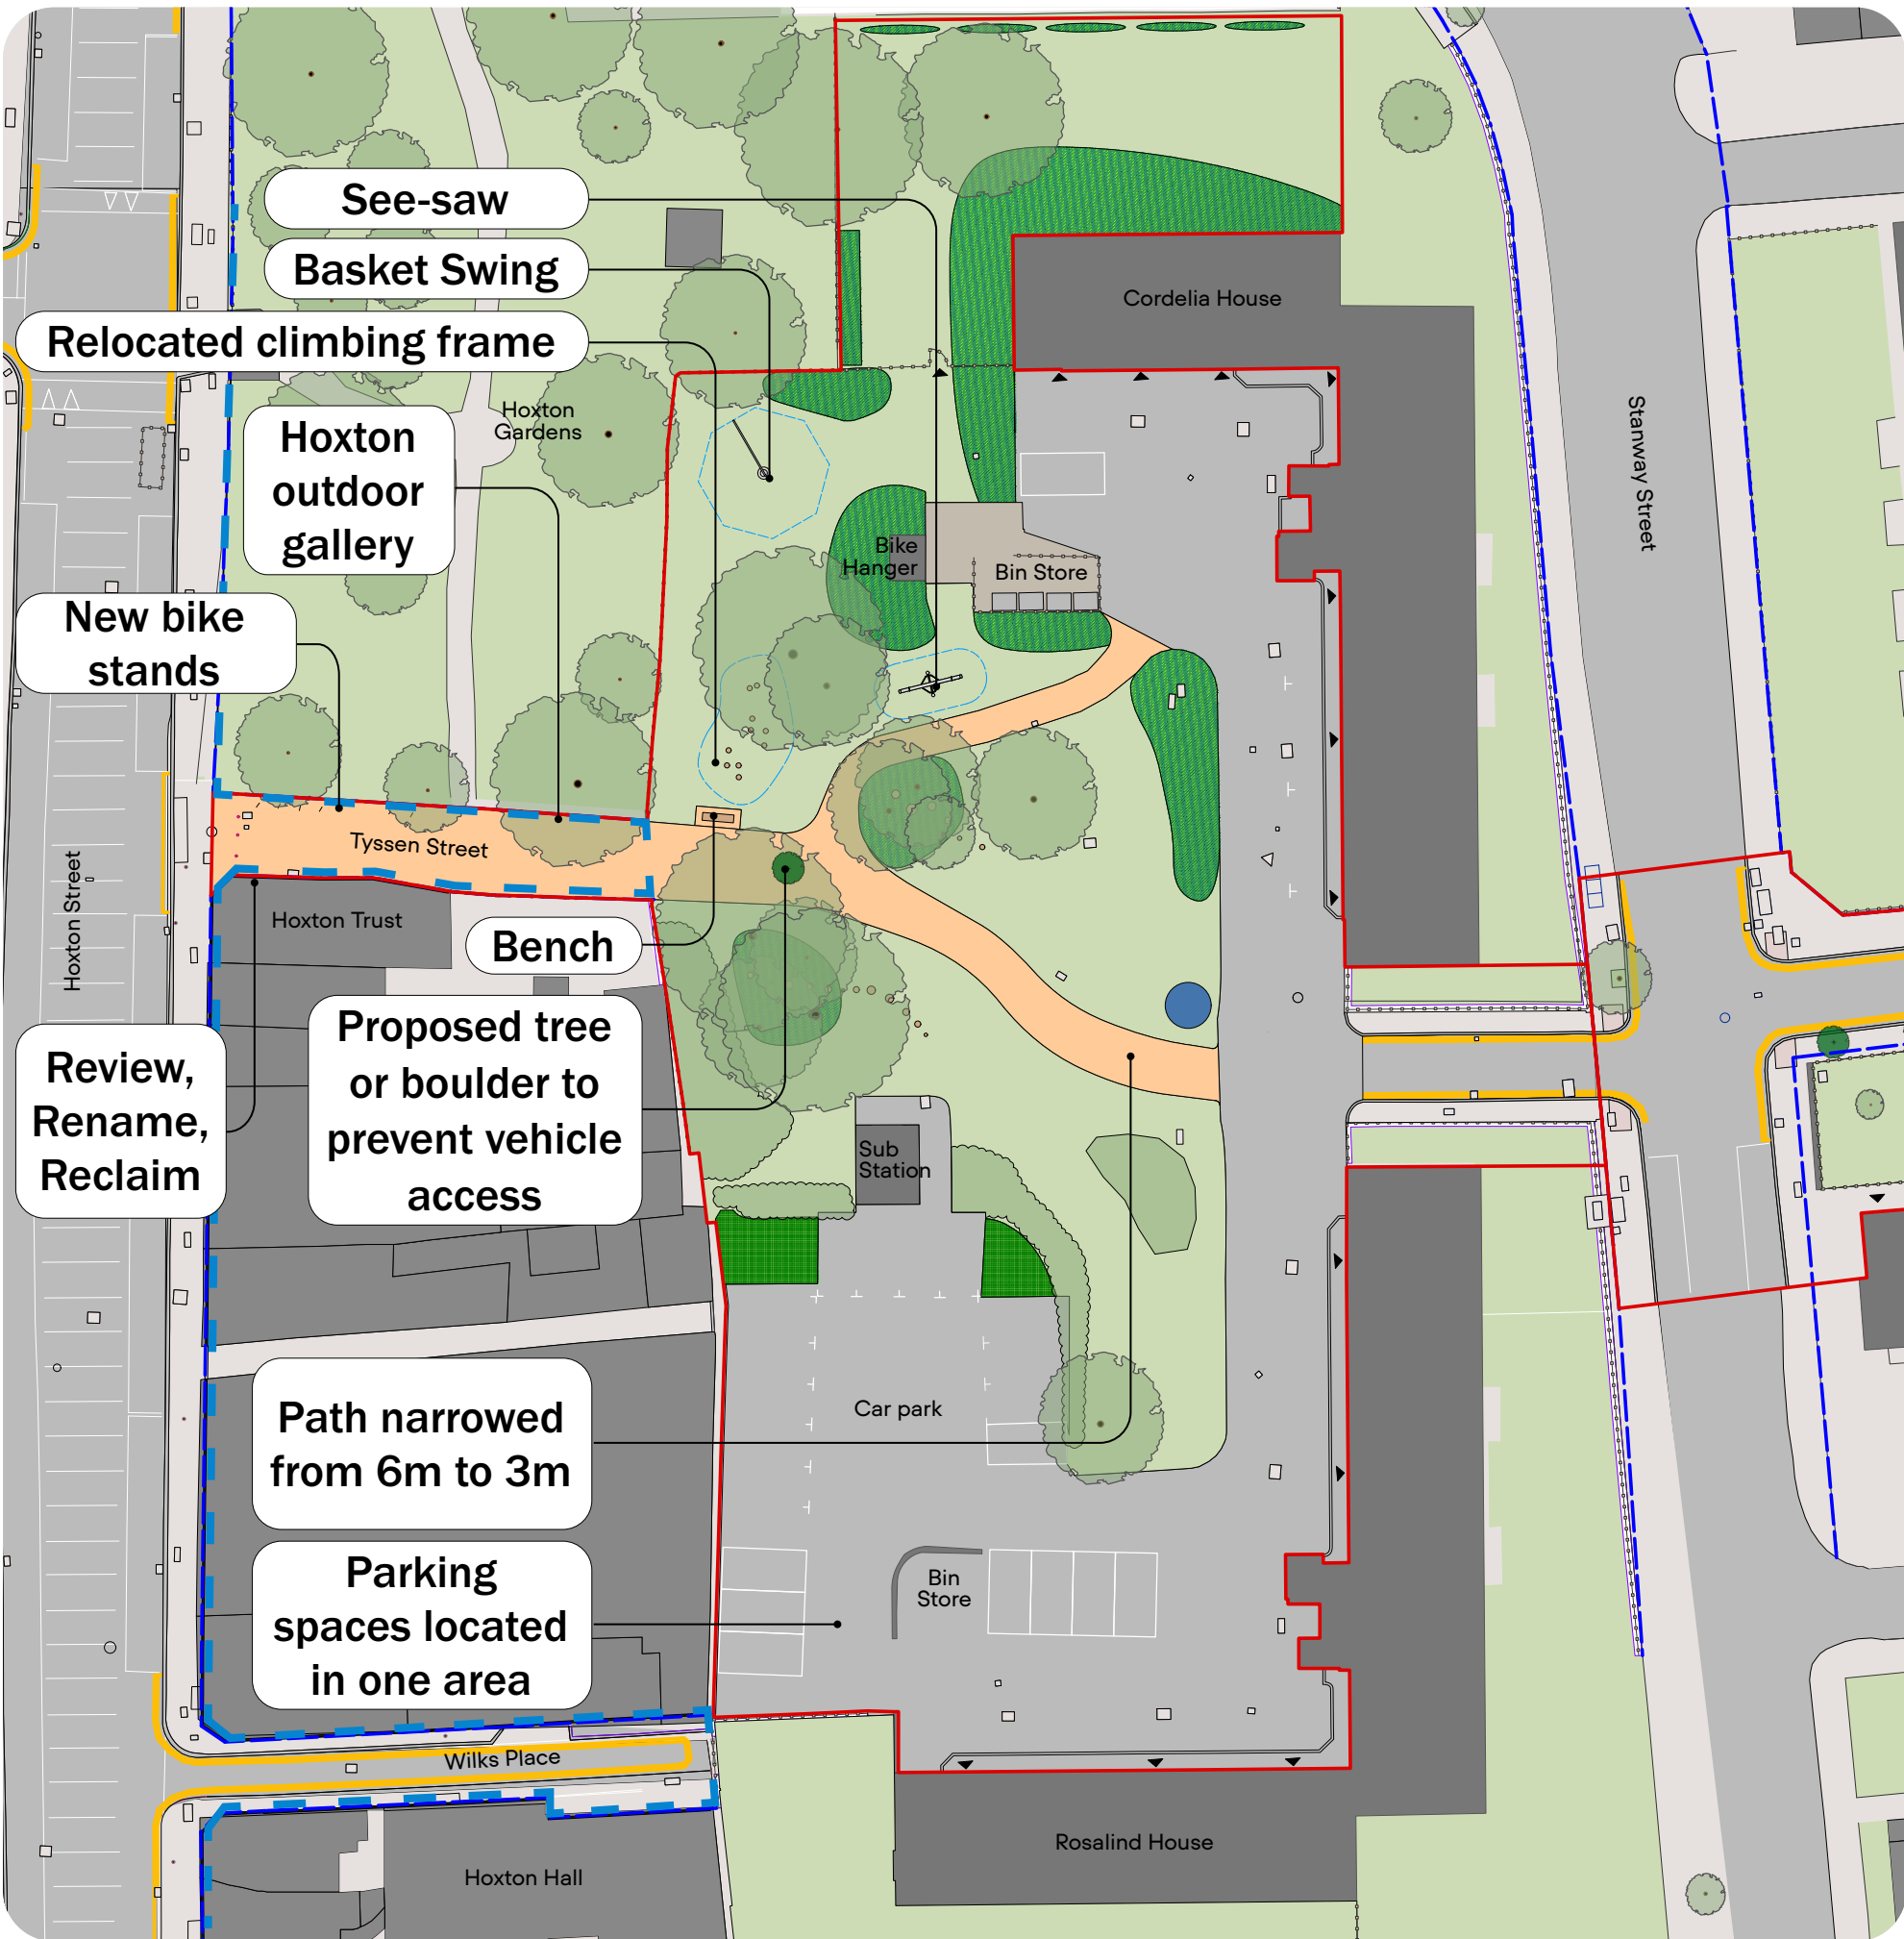 See-saw
Basket Swing
Cordelia House
Relocated climbing frame
Hoxton
Gardens
Stanway Street
Hoxton
outdoor
gallery
Bike
Hanger
Bin Store
New bike
stands
Tyssen Street
Hoxton Street
Hoxton Trust
Bench
Review,
Rename,
Reclaim
Proposed tree
or boulder to
prevent vehicle
access
Sub
Station
Path narrowed
from 6m to 3m
Car park
Parking
spaces located
in one area
Bin
Store
Wilks Place
Rosalind House
Hoxton Hall